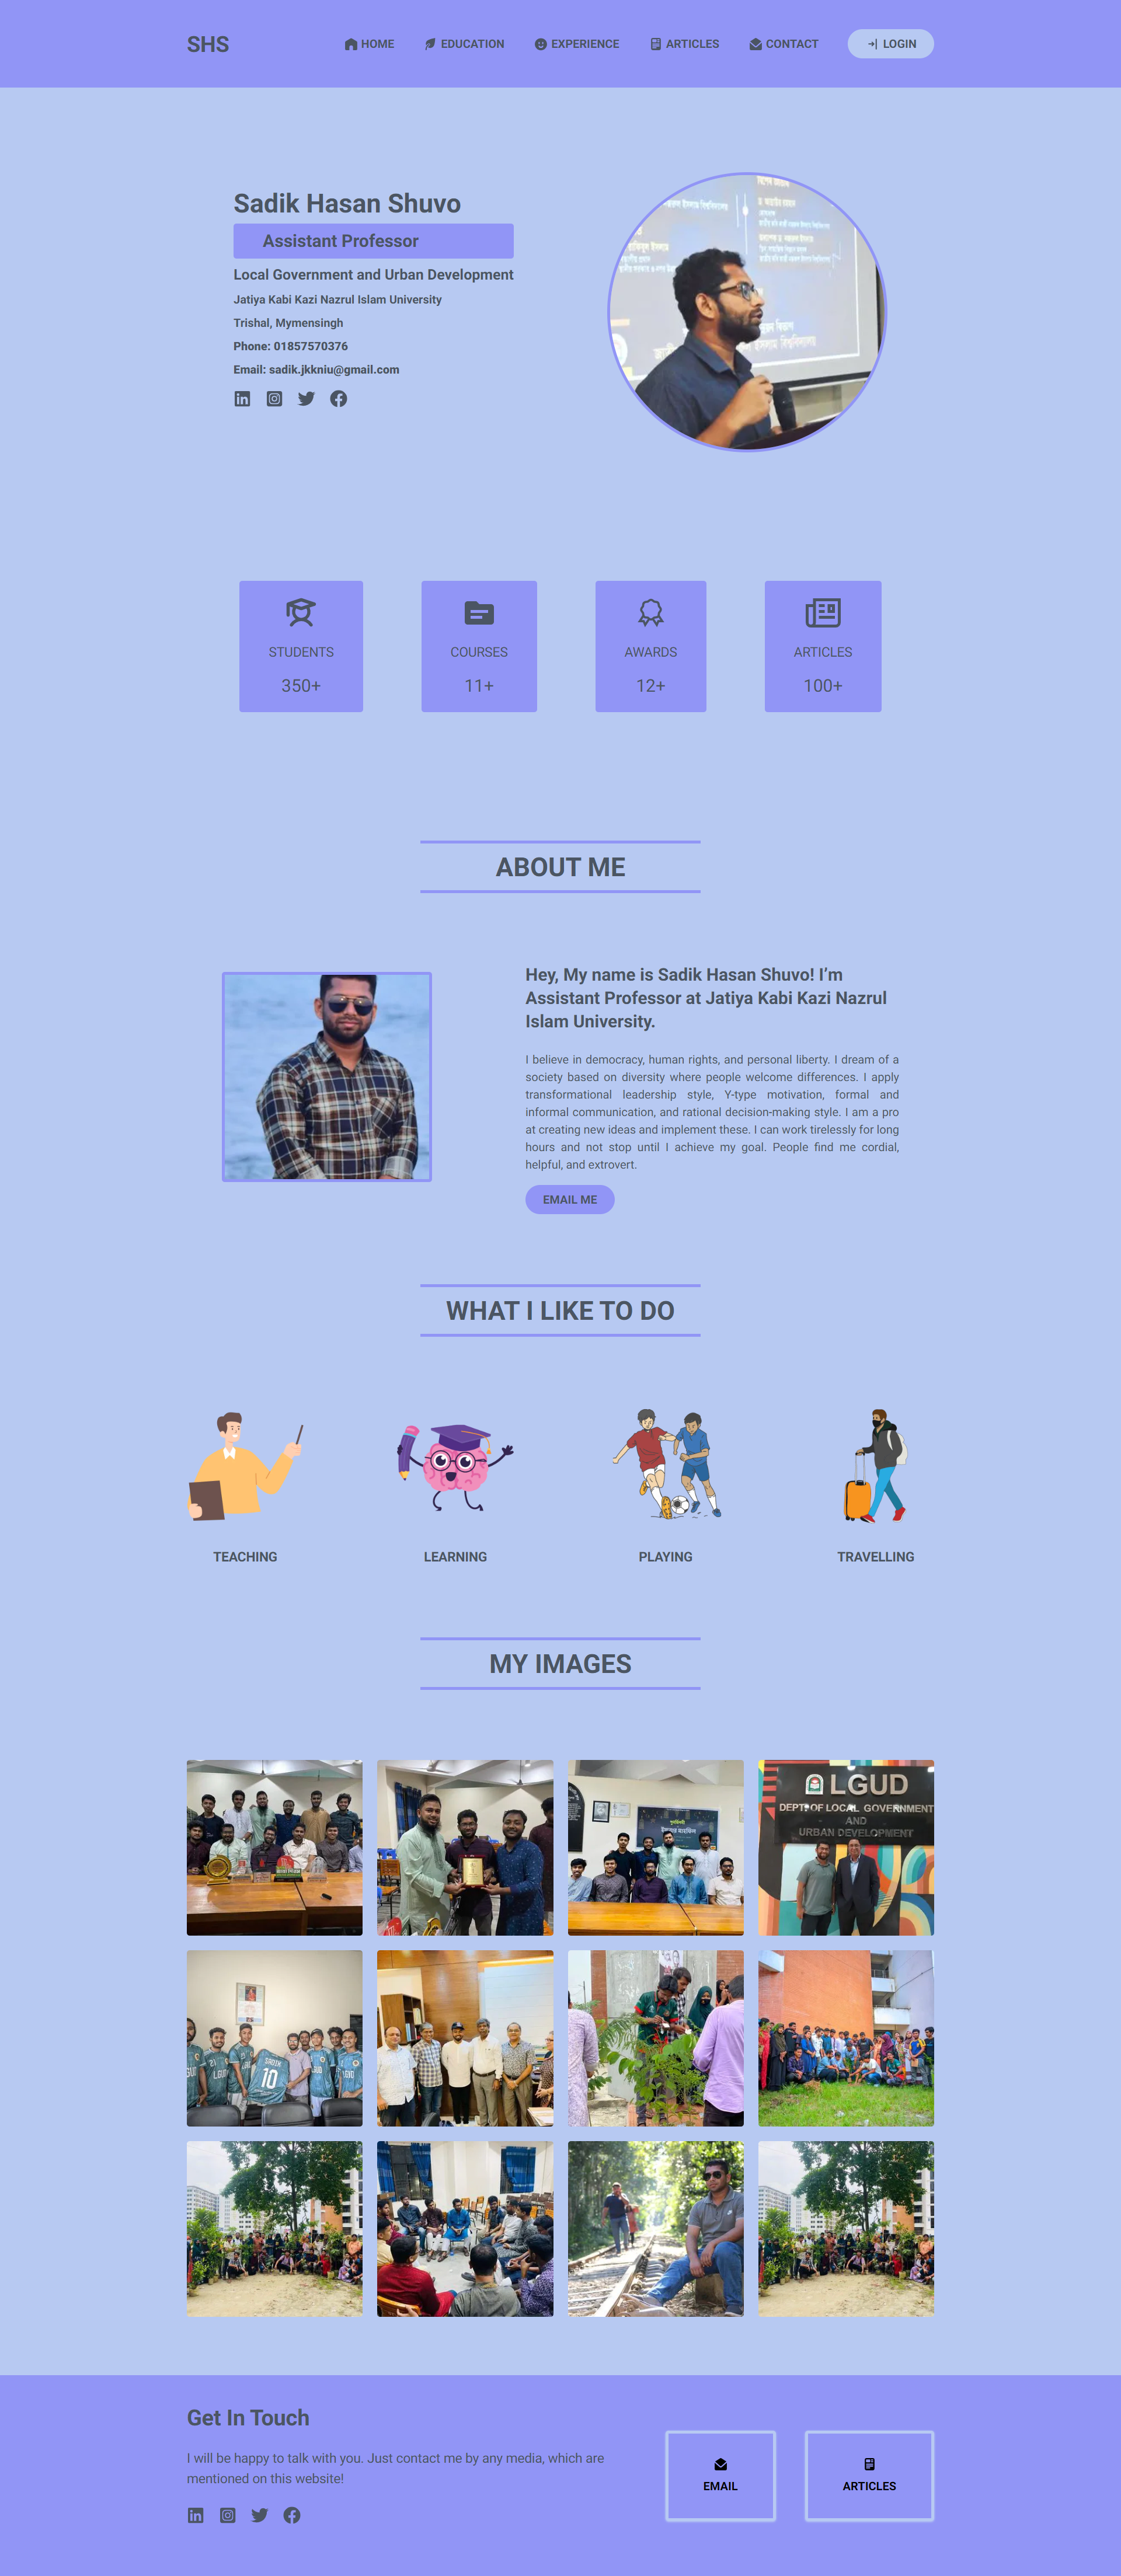 SHS
HOME
EDUCATION
EXPERIENCE
ARTICLES
CONTACT
LOGIN
Sadik Hasan Shuvo
Assistant Professor
Local Government and Urban Development
Jatiya Kabi Kazi Nazrul Islam University
Trishal, Mymensingh
Phone: 01857570376
Email: sadik.jkkniu@gmail.com
STUDENTS
350+
COURSES
11+
AWARDS
12+
ARTICLES
100+
ABOUT ME
Hey, My name is Sadik Hasan Shuvo! I’m
Assistant Professor at Jatiya Kabi Kazi Nazrul
Islam University.
I believe in democracy, human rights, and personal liberty. I dream of a
society based on diversity where people welcome differences. I apply
transformational leadership style, Y-type motivation, formal and
informal communication, and rational decision-making style. I am a pro
at creating new ideas and implement these. I can work tirelessly for long
hours and not stop until I achieve my goal. People find me cordial,
helpful, and extrovert.
EMAIL ME
WHAT I LIKE TO DO
TEACHING
LEARNING
PLAYING
TRAVELLING
MY IMAGES
LGUD
DEPT. OF LOCAL GOVERNMENT
AND
URBAN DEVELOPMENT
SADIK
10
Get In Touch
I will be happy to talk with you. Just contact me by any media, which are
mentioned on this website!
EMAIL
ARTICLES